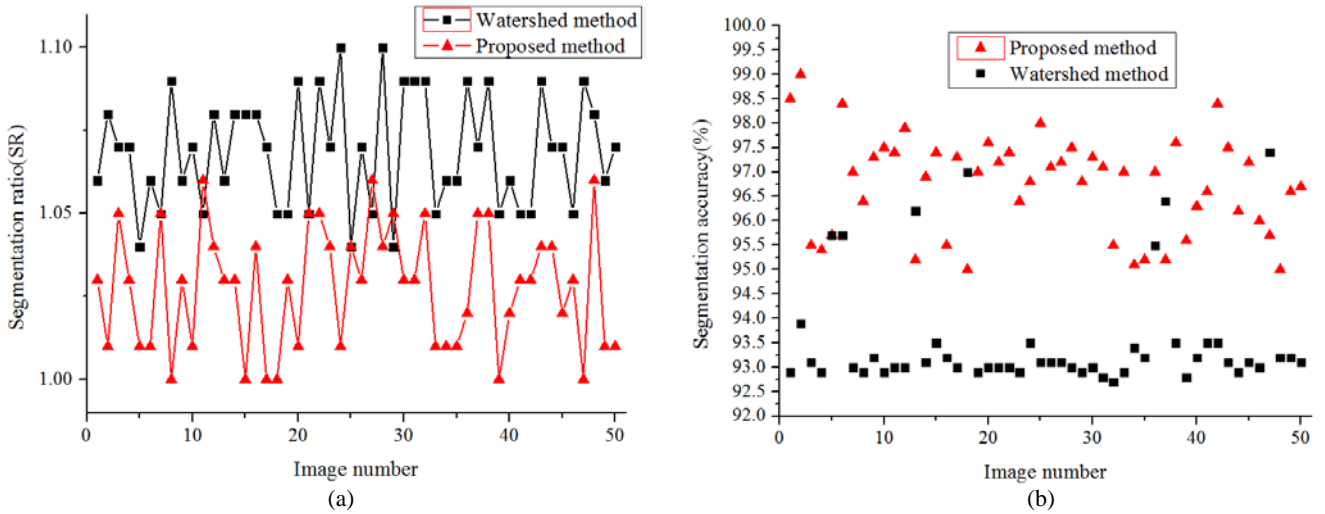 Watershed method
Proposed method
1.10
1.05
1.00
Segmentation ratio(SR)
0 10 20 30 40 50
Image number
(a)
Proposed method
Watershed method
100.0
99.5
99.0
98.5
98.0
97.5
97.0
96.5
96.0
95.5
95.0
94.5
94.0
93.5
93.0
92.5
92.0
Segmentation accuracy(%)
0 10 20 30 40 50
Image number
(b)